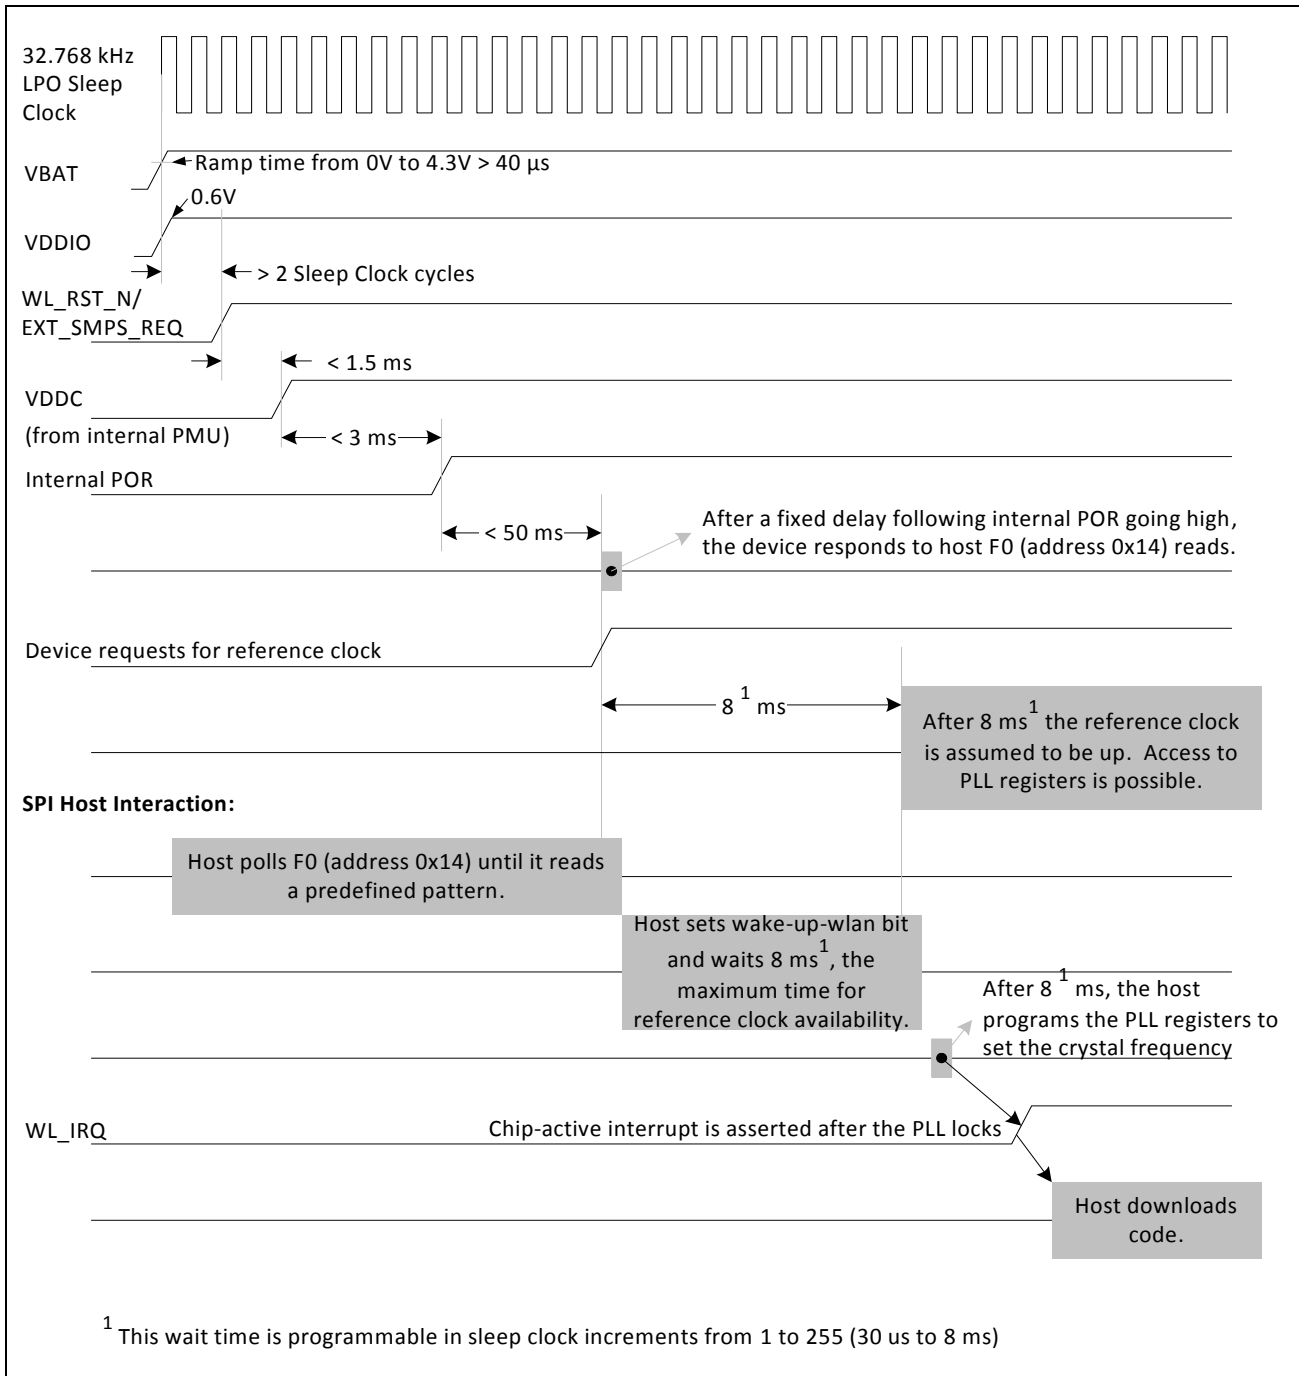 32.768 kHz
LPO Sleep
Clock
VBAT
Ramp time from 0V to 4.3V > 40 µs
0.6V
VDDIO
> 2 Sleep Clock cycles
WL_RST_N/
EXT_SMPS_REQ
< 1.5 ms
VDDC
(from internal PMU)
< 3 ms
Internal POR
< 50 ms
After a fixed delay following internal POR going high,
the device responds to host F0 (address 0x14) reads.
Device requests for reference clock
8 1 ms
After 8 ms1 the reference clock
is assumed to be up. Access to
PLL registers is possible.
SPI Host Interaction:
Host polls F0 (address 0x14) until it reads
a predefined pattern.
Host sets wake-up-wlan bit
and waits 8 ms1, the
maximum time for
reference clock availability.
After 8 1 ms, the host
programs the PLL registers to
set the crystal frequency
WL_IRQ
Chip-active interrupt is asserted after the PLL locks
Host downloads
code.
1 This wait time is programmable in sleep clock increments from 1 to 255 (30 us to 8 ms)